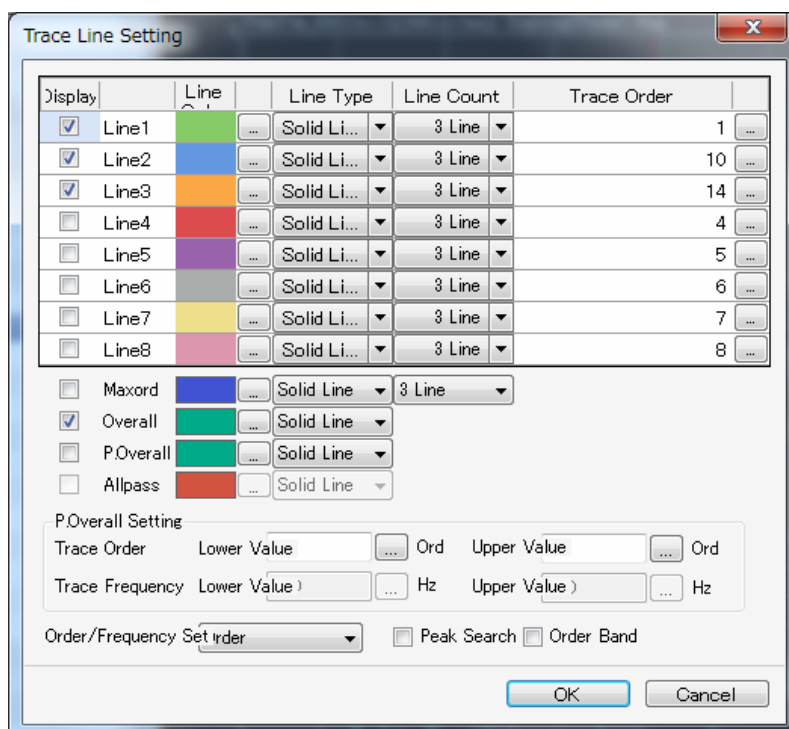 Trace Line Setting
Display Line Line Type Line Count Trace Order
Line1 ... Solid Li... 3 Line 1 ...
Line2 ... Solid Li... 3 Line 10 ...
Line3 ... Solid Li... 3 Line 14 ...
Line4 ... Solid Li... 3 Line 4 ...
Line5 ... Solid Li... 3 Line 5 ...
Line6 ... Solid Li... 3 Line 6 ...
Line7 ... Solid Li... 3 Line 7 ...
Line8 ... Solid Li... 3 Line 8 ...
Maxord ... Solid Line 3 Line
Overall ... Solid Line
P.Overall ... Solid Line
Allpass ... Solid Line
P.Overall Setting
Trace Order Lower Value ... Ord Upper Value ... Ord
Trace Frequency Lower Value ) ... Hz Upper Value ) ... Hz
Order/Frequency Set rder Peak Search Order Band
OK Cancel